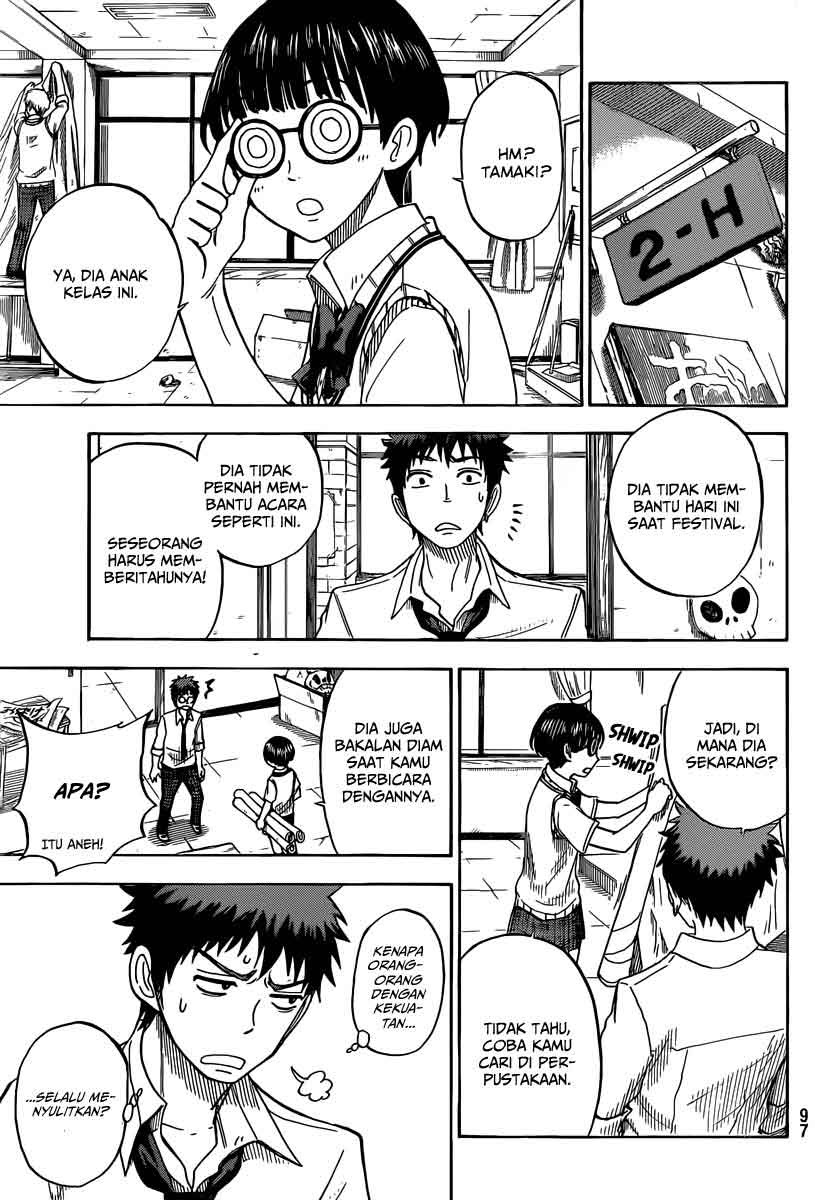 2-H
あ
HM?
TAMAKI?
YA, DIA ANAK
KELAS INI.
DIA TIDAK MEM-
BANTU HARI INI
SAAT FESTIVAL.
DIA TIDAK
PERNAH MEM-
BANTU ACARA
SEPERTI INI.
SESEORANG
HARUS MEM-
BERITAHUNYA!
JADI, DI
MANA DIA
SEKARANG?
SHWIP
SHWIP
TIDAK TAHU,
COBA KAMU
CARI DI PER-
PUSTAKAAN.
DIA JUGA
BAKALAN DIAM
SAAT KAMU
BERBICARA
DENGANNYA.
APA?
ITU ANEH!
KENAPA
ORANG-
ORANG
DENGAN
KEKUA-
TAN...
...SELALU ME-
NYULITKAN?
97